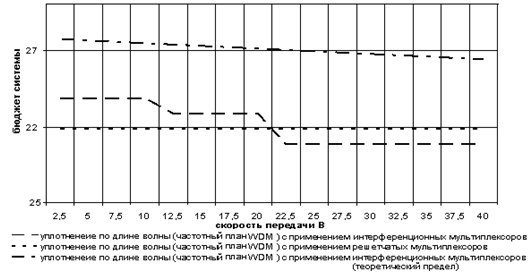 бюджет системы
27
22
25
2,5 5 7,5 10 12,5 15 17,5 20 22,5 25 27,5 30 32,5 35 37,5 40
скорость передачи В
уплотнеиие по длине волны (частотный план WDM ) с применением интерференционных мультиплексоров
уплотнение по длине волны (частотный план WDM ) с применением решетчатых мультиплексоров
уплотнение по длине волны (частотный план WDM ) с применением интерференционных мультиплексоров
(теоретический предел)